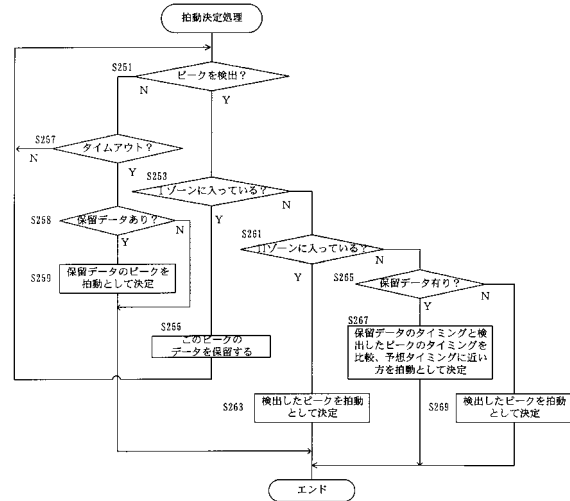 拍動決定処理
S251
ピークを検出？
N
Y
S257
タイムアウト？
N
Y
S253
Iゾーンに入っている？
Y
N
S258
保留データあり？
Y
N
S261
IIゾーンに入っている？
Y
N
S259
保留データのピークを
拍動として決定
S265
保留データ有り？
Y
N
S255
このピークの
データを保留する
S267
保留データのタイミングと検
出したピークのタイミングを
比較、予想タイミングに近い
方を拍動として決定
S263
検出したピークを拍動
として決定
S269
検出したピークを拍動
として決定
エンド